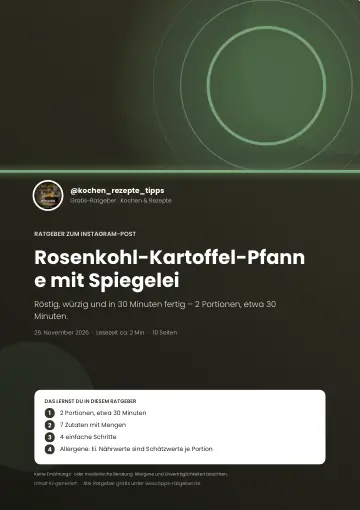 @kochen_rezepte_tipps
Gratis-Ratgeber · Kochen & Rezepte
RATGEBER ZUM INSTAGRAM-POST
Rosenkohl-Kartoffel-Pfann
e mit Spiegelei
Röstig, würzig und in 30 Minuten fertig – 2 Portionen, etwa 30
Minuten.
26. November 2026 · Lesezeit ca. 2 Min · 10 Seiten
DAS LERNST DU IN DIESEM RATGEBER
1 2 Portionen, etwa 30 Minuten
2 7 Zutaten mit Mengen
3 4 einfache Schritte
4 Allergene: Ei. Nährwerte sind Schätzwerte je Portion
Keine Ernährungs- oder medizinische Beratung. Allergene und Unverträglichkeiten beachten.
Inhalt KI-generiert · Alle Ratgeber gratis unter www.tipps-ratgeber.de